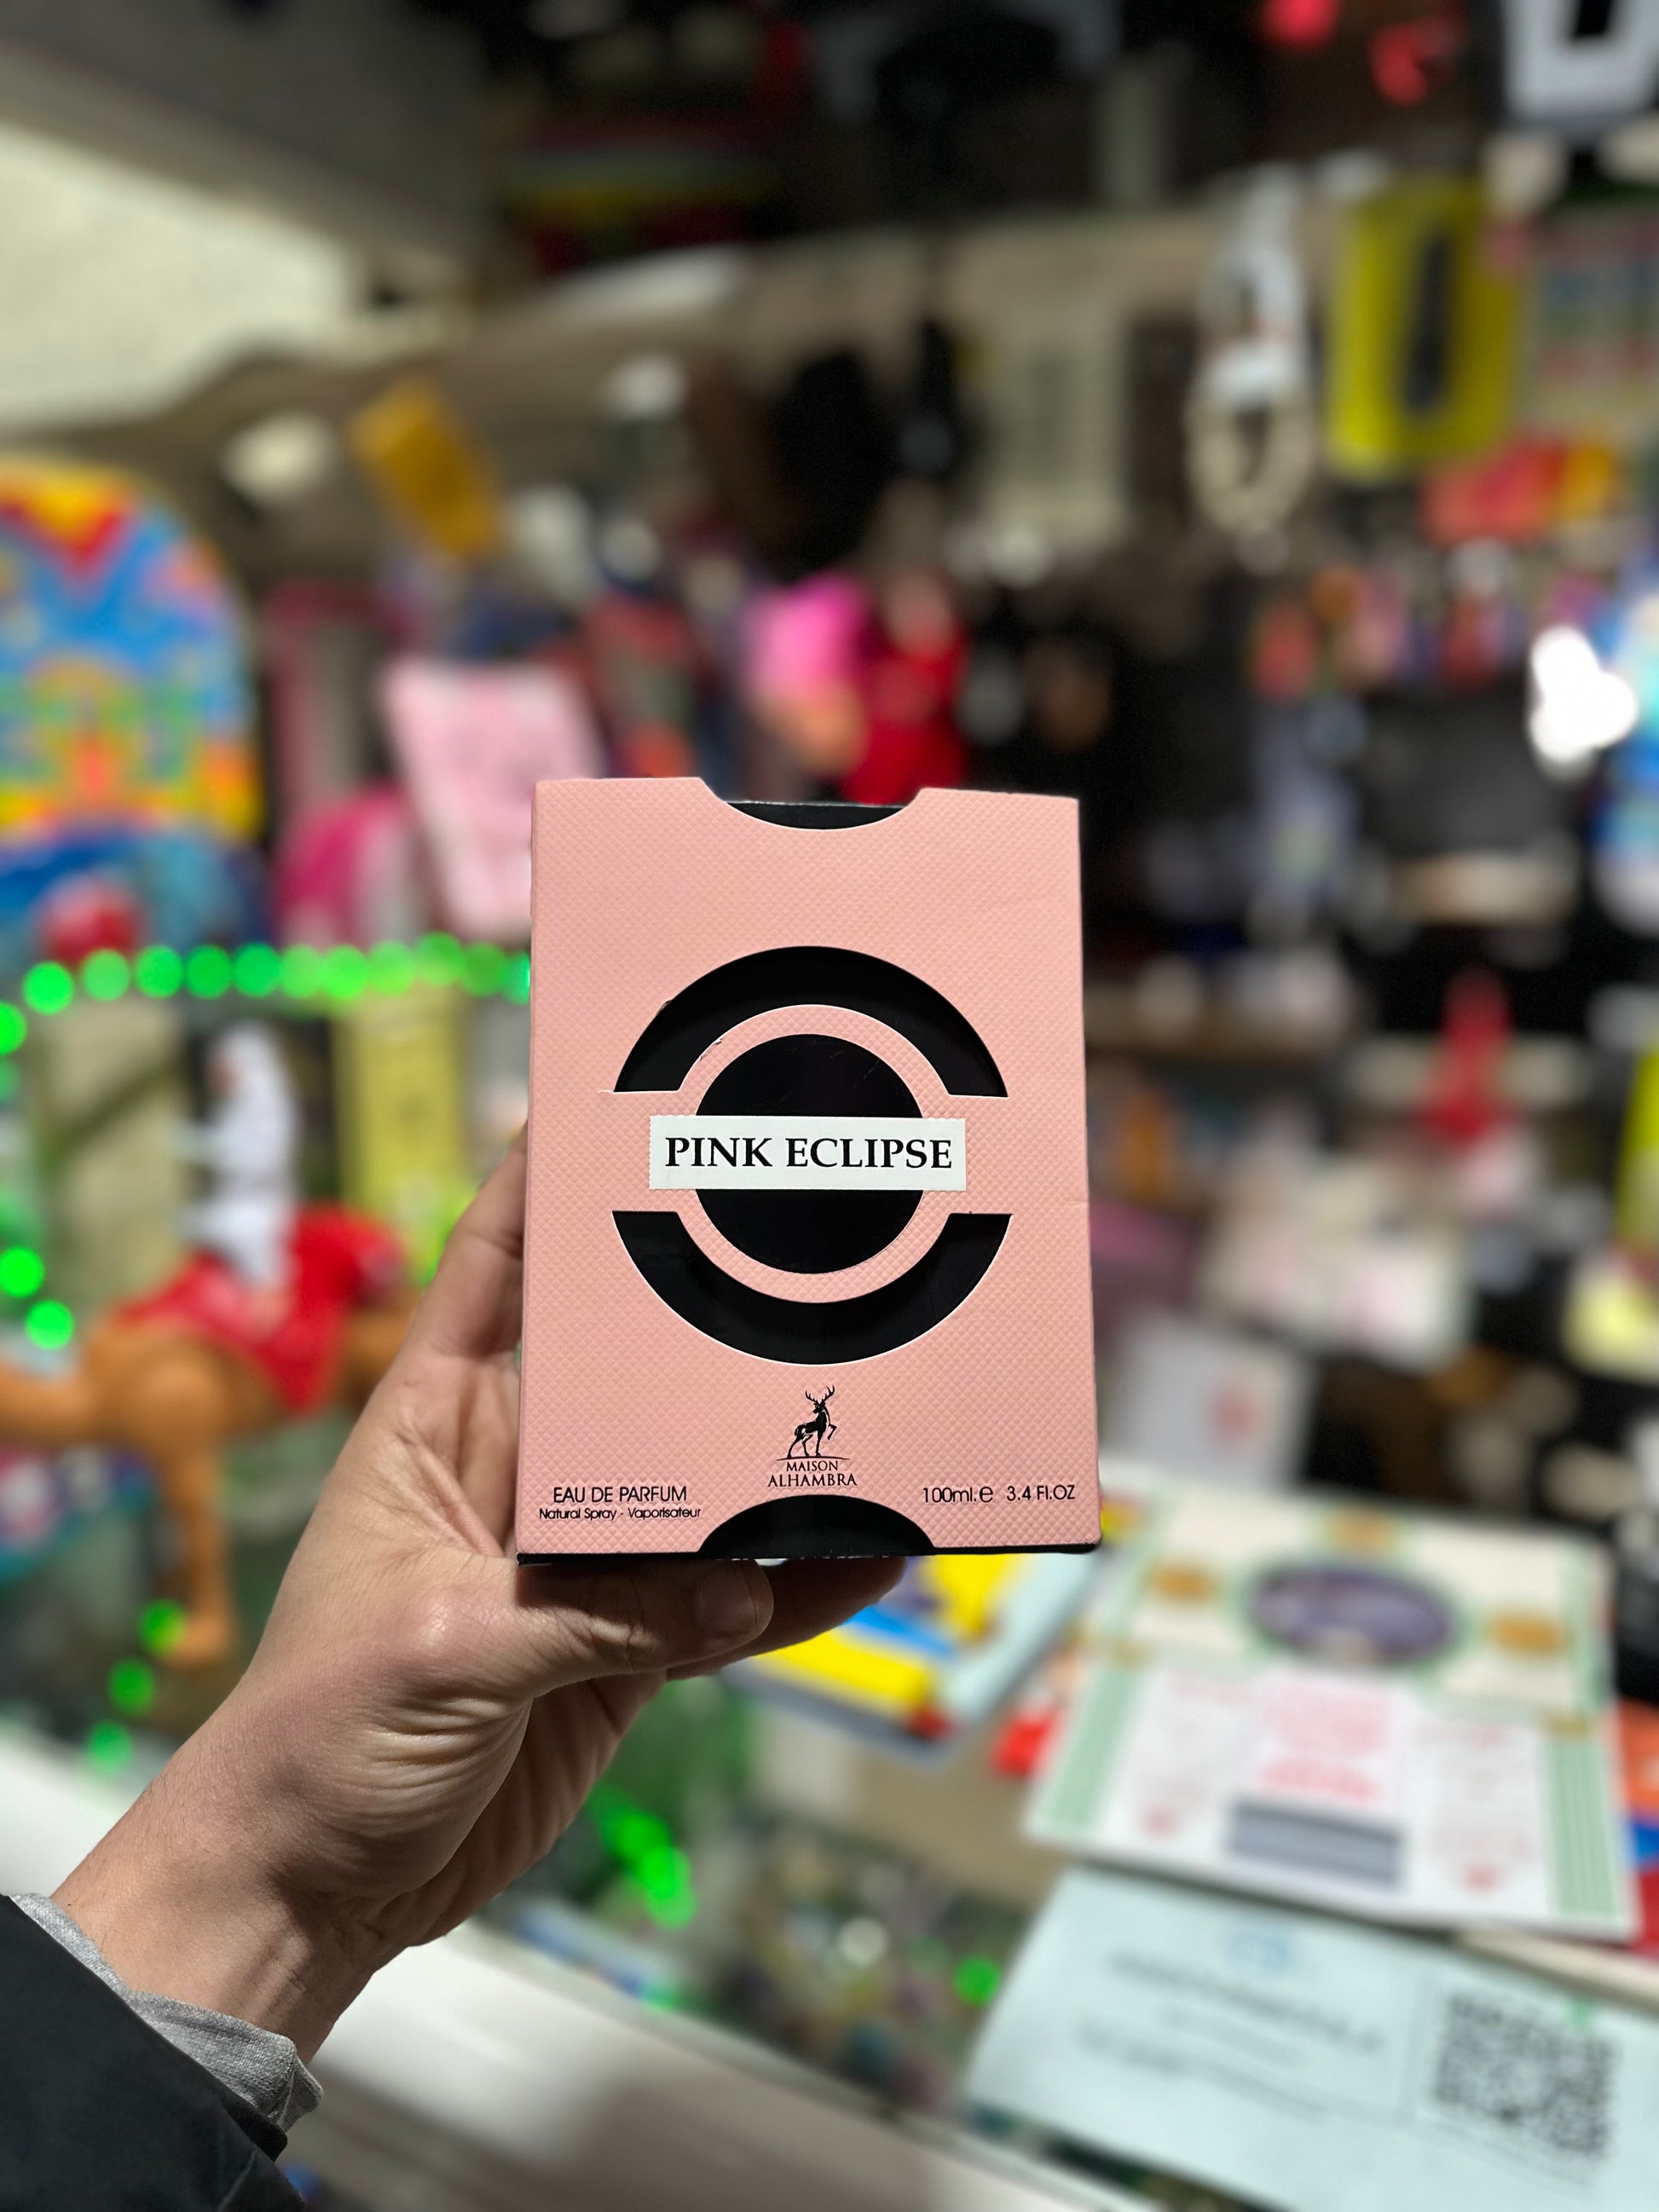 PINK ECLIPSE
MAISON
ALHAMBRA
EAU DE PARFUM
Natural Spray - Vaporisateur
100ml.e 3.4 Fl.OZ